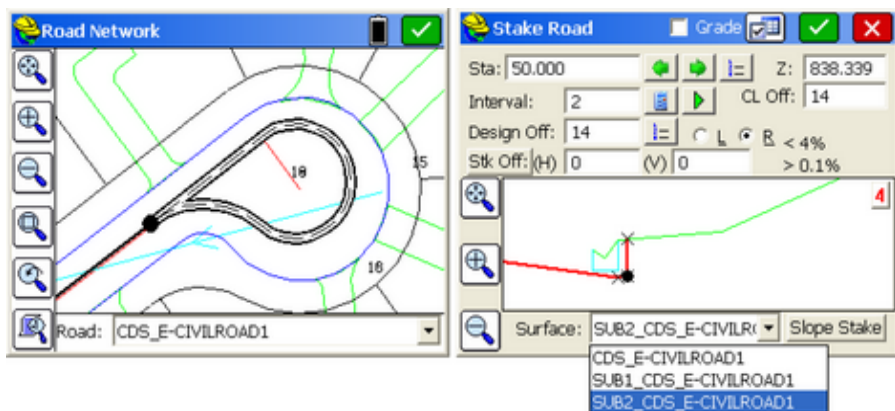 Road Network
15
18
16
Road: CDS_E-CIVILROAD1
Stake Road Grade
Sta: 50.000 Z: 838.339
Interval: 2 CL Off: 14
Design Off: 14 L R < 4%
Stk Off: (H) 0 (V) 0 > 0.1%
4
Surface: SUB2_CDS_E-CIVILR Slope Stake
CDS_E-CIVILROAD1
SUB1_CDS_E-CIVILROAD1
SUB2_CDS_E-CIVILROAD1